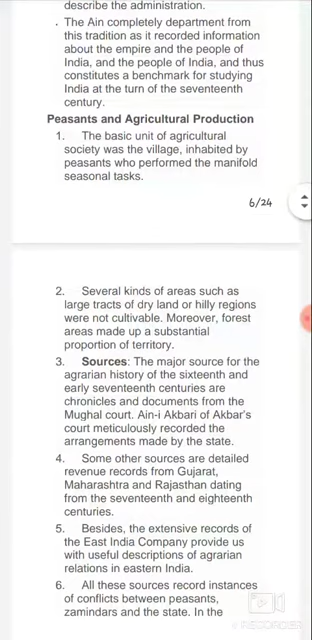 describe the administration.
. The Ain completely department from
this tradition as it recorded information
about the empire and the people of
India, and the people of India, and thus
constitutes a benchmark for studying
India at the turn of the seventeenth
century.
Peasants and Agricultural Production
1. The basic unit of agricultural
society was the village, inhabited by
peasants who performed the manifold
seasonal tasks.
6/24
2. Several kinds of areas such as
large tracts of dry land or hilly regions
were not cultivable. Moreover, forest
areas made up a substantial
proportion of territory.
3. Sources: The major source for the
agrarian history of the sixteenth and
early seventeenth centuries are
chronicles and documents from the
Mughal court. Ain-i Akbari of Akbar's
court meticulously recorded the
arrangements made by the state.
4. Some other sources are detailed
revenue records from Gujarat,
Maharashtra and Rajasthan dating
from the seventeenth and eighteenth
centuries.
5. Besides, the extensive records of
the East India Company provide us
with useful descriptions of agrarian
relations in eastern India.
6. All these sources record instances
of conflicts between peasants,
zamindars and the state. In the
RECORDER